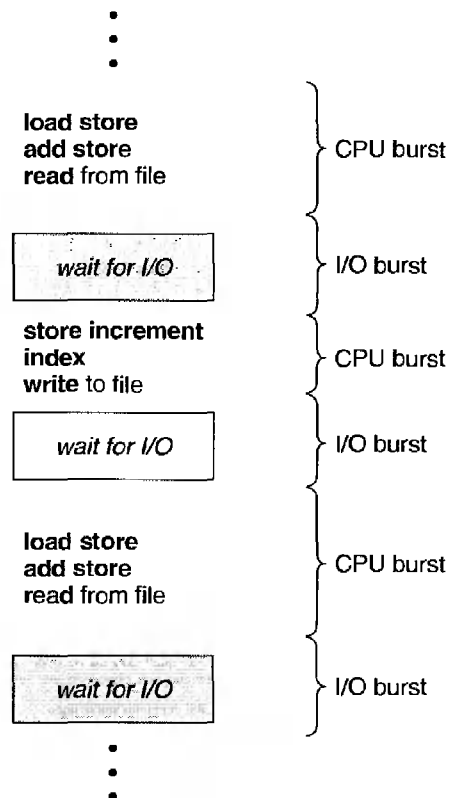 load store
add store
read from file
CPU burst
wait for I/O
I/O burst
store increment
index
write to file
CPU burst
wait for I/O
I/O burst
load store
add store
read from file
CPU burst
wait for I/O
I/O burst